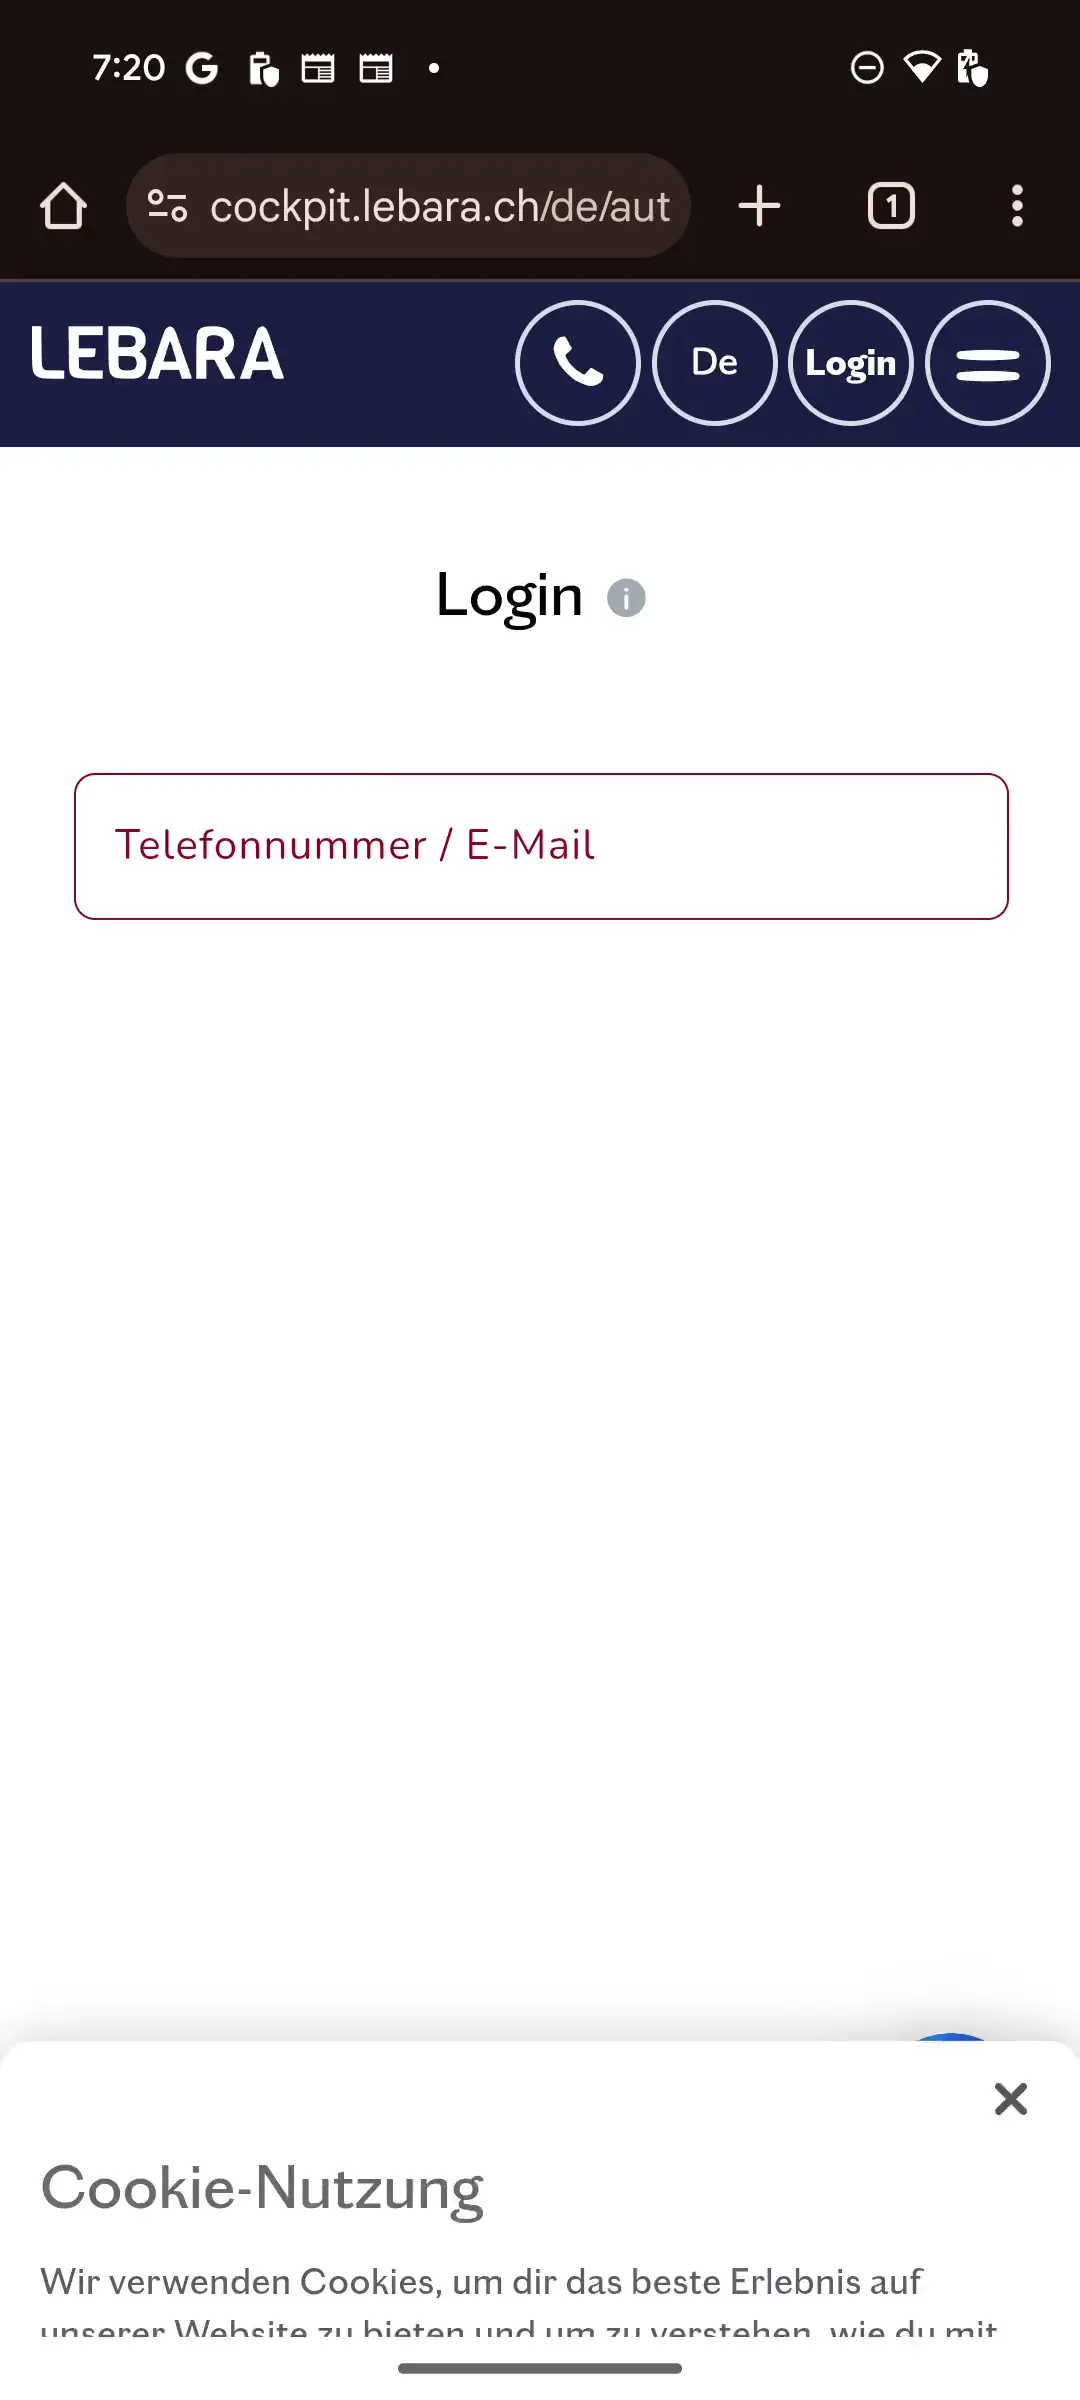 7:20
cockpit.lebara.ch/de/aut
1
LEBARA
De
Login
Login
Telefonnummer / E-Mail
Cookie-Nutzung
Wir verwenden Cookies, um dir das beste Erlebnis auf
unserer Website zu bieten und um zu verstehen, wie du mit